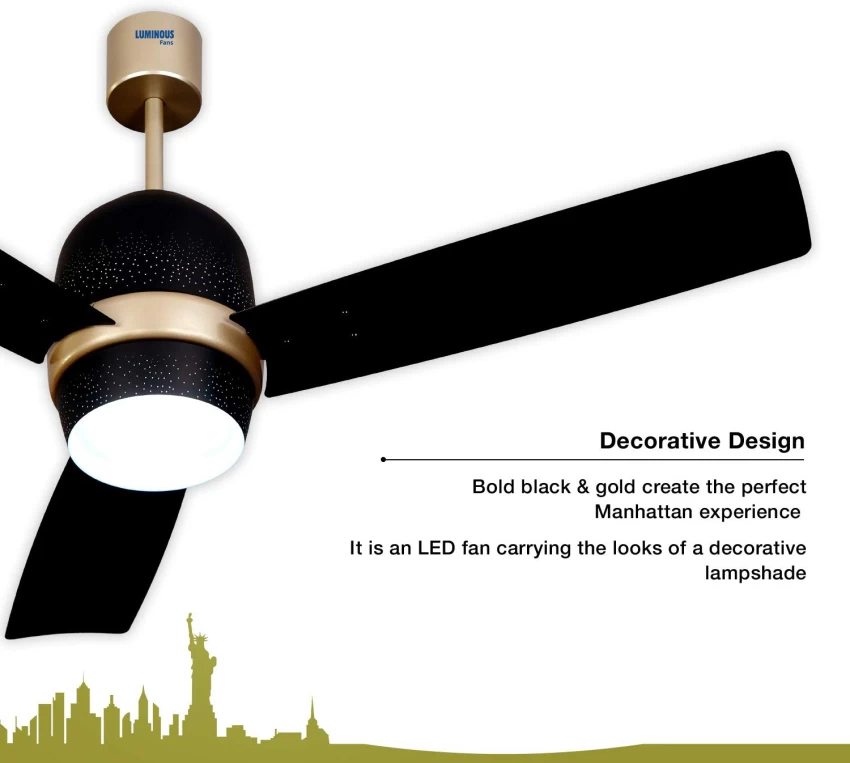 LUMINOUS
Fans
Decorative Design
Bold black & gold create the perfect
Manhattan experience
It is an LED fan carrying the looks of a decorative
lampshade